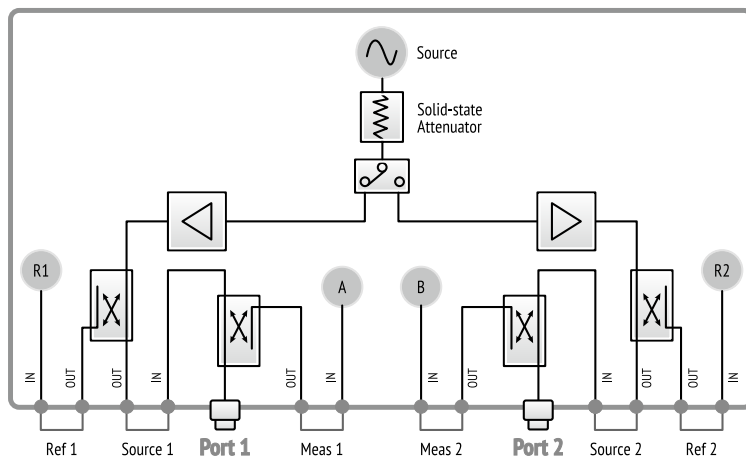 Source
Solid-state
Attenuator
R1
A
B
R2
IN
OUT
OUT
IN
OUT
IN
IN
OUT
IN
OUT
OUT
IN
Ref 1
Source 1
Port 1
Meas 1
Meas 2
Port 2
Source 2
Ref 2